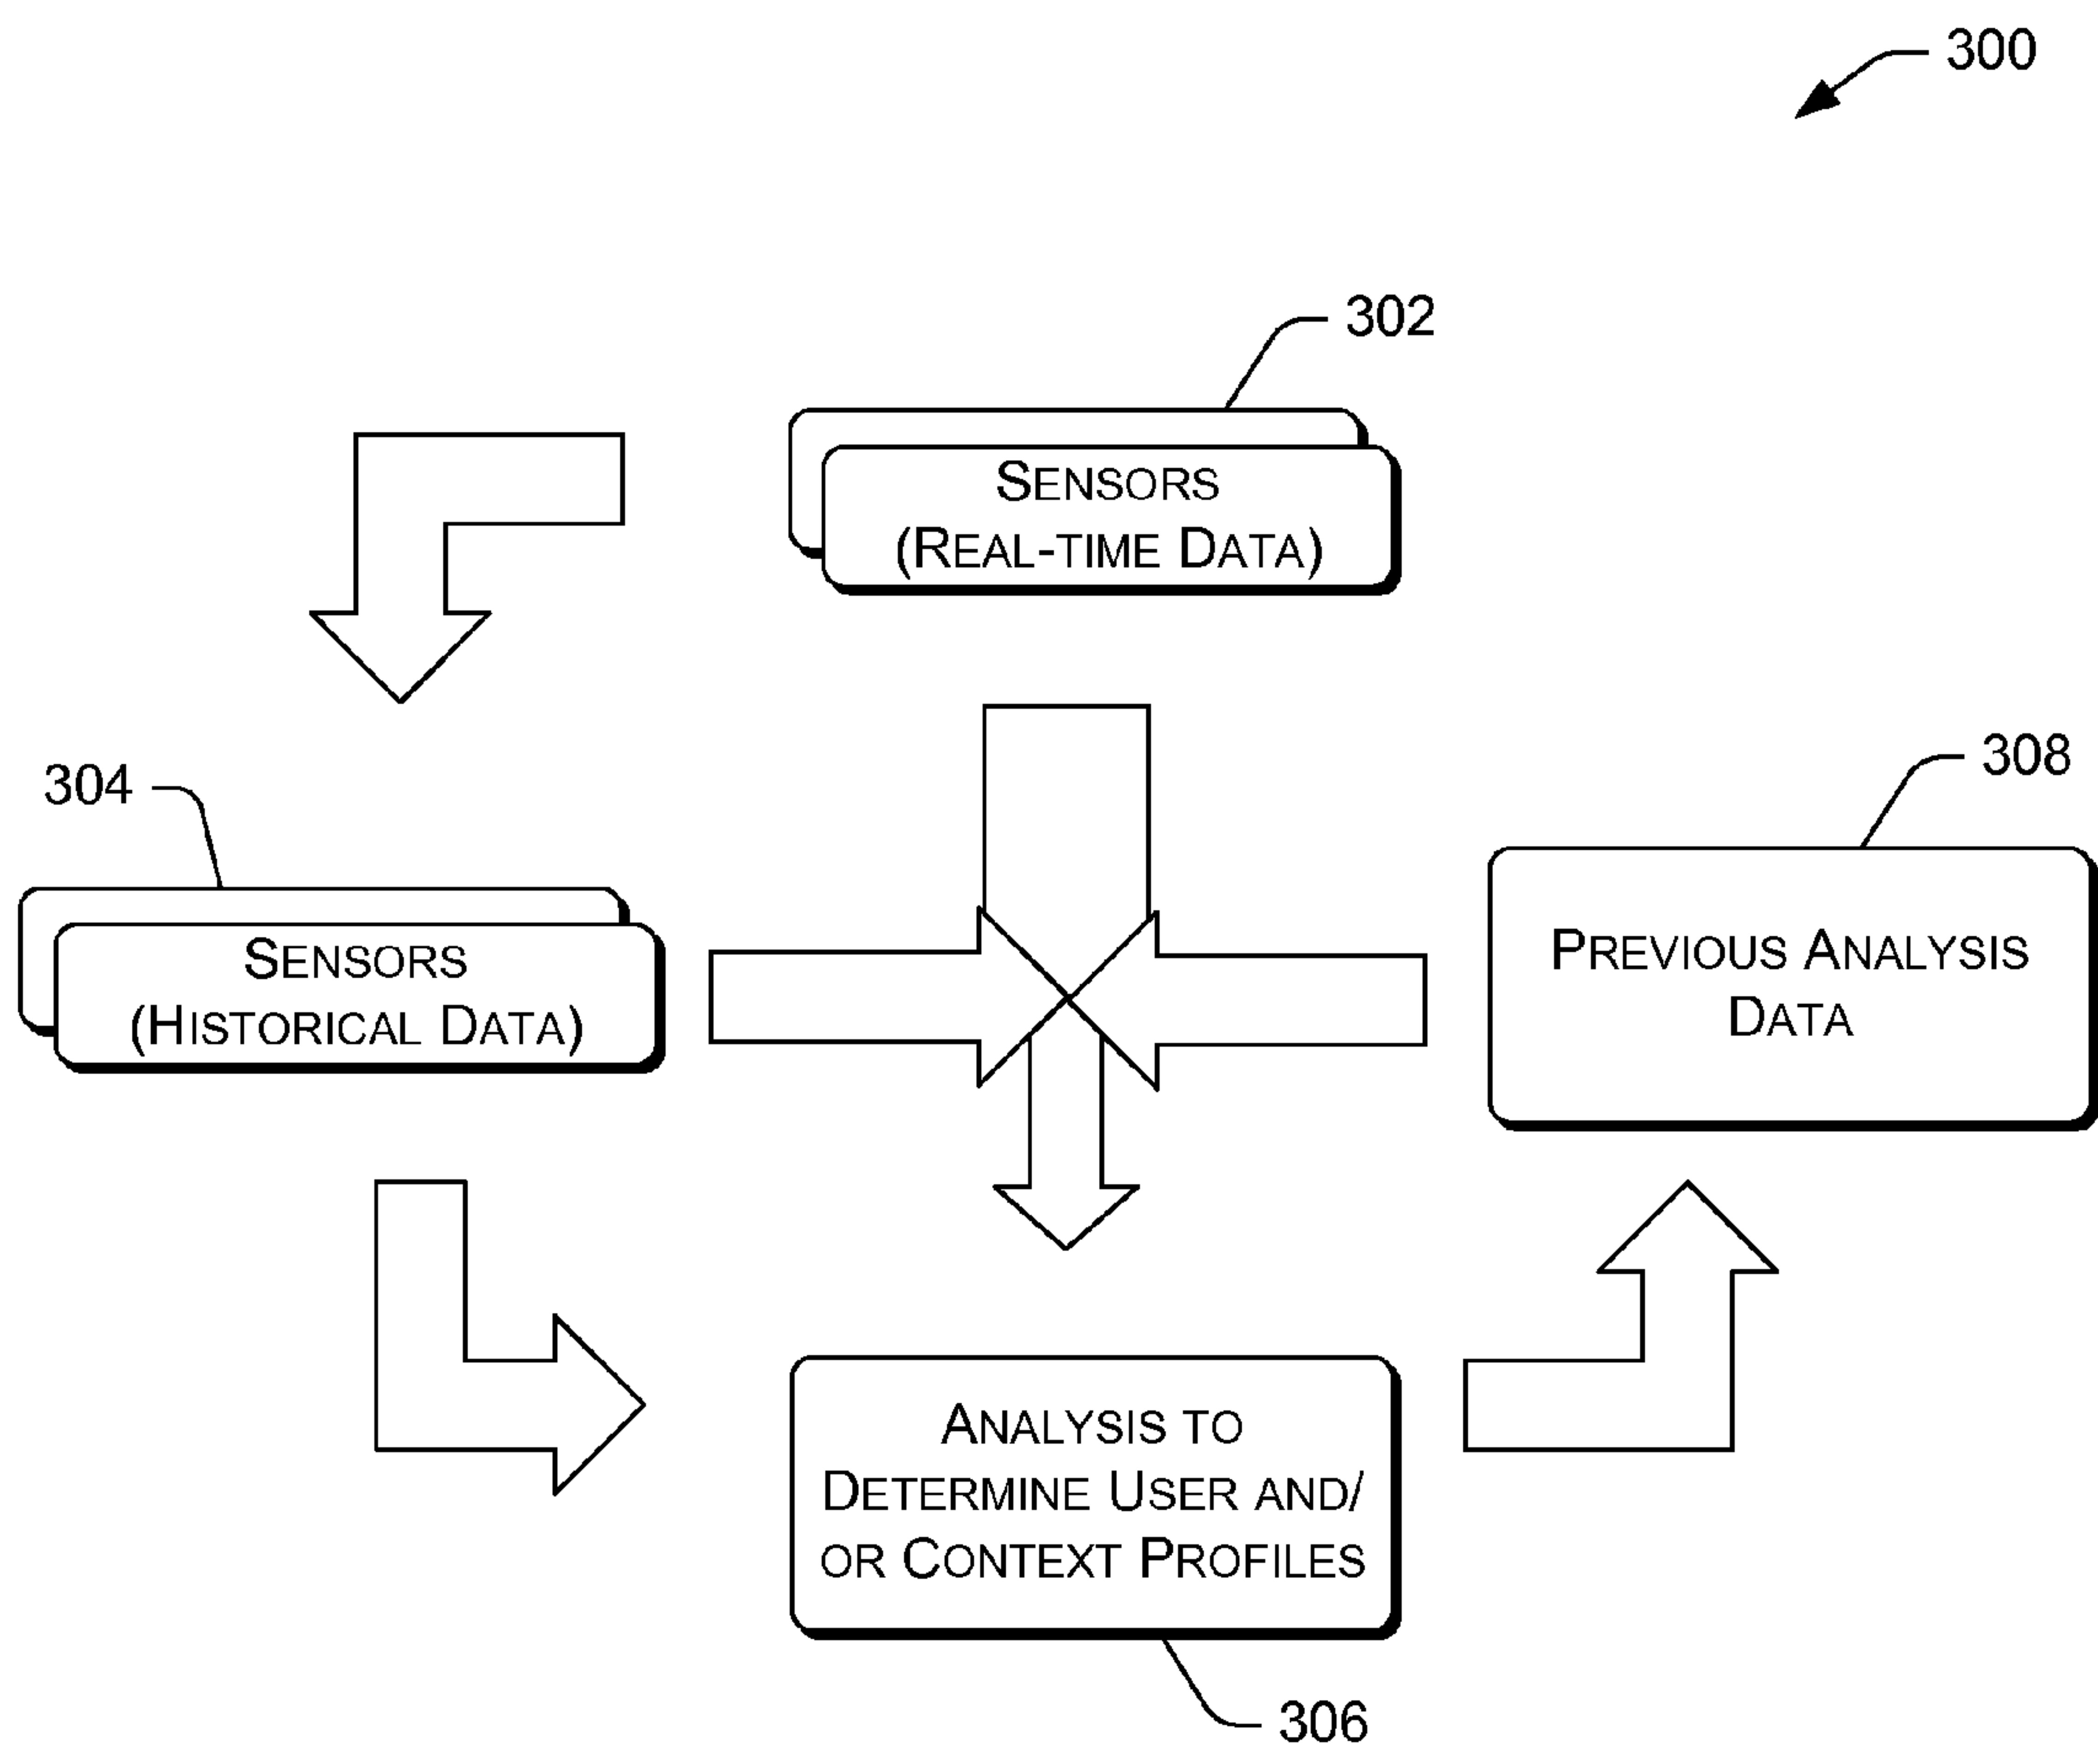 300
302
Sensors
(Real-time Data)
304
308
Sensors
(Historical Data)
Previous Analysis
Data
Analysis to
Determine User and/
or Context Profiles
306